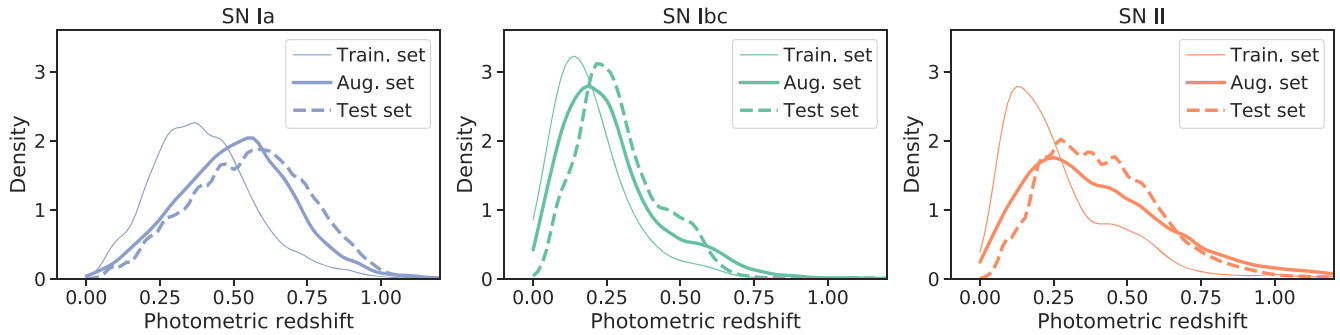 SN Ia
Train. set
Aug. set
Test set
Density
3
2
1
0
0.00 0.25 0.50 0.75 1.00
Photometric redshift
SN Ibc
Train. set
Aug. set
Test set
Density
3
2
1
0
0.00 0.25 0.50 0.75 1.00
Photometric redshift
SN II
Train. set
Aug. set
Test set
Density
3
2
1
0
0.00 0.25 0.50 0.75 1.00
Photometric redshift